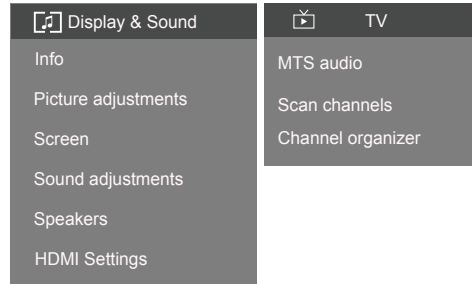 Display & Sound
Info
Picture adjustments
Screen
Sound adjustments
Speakers
HDMI Settings
TV
MTS audio
Scan channels
Channel organizer